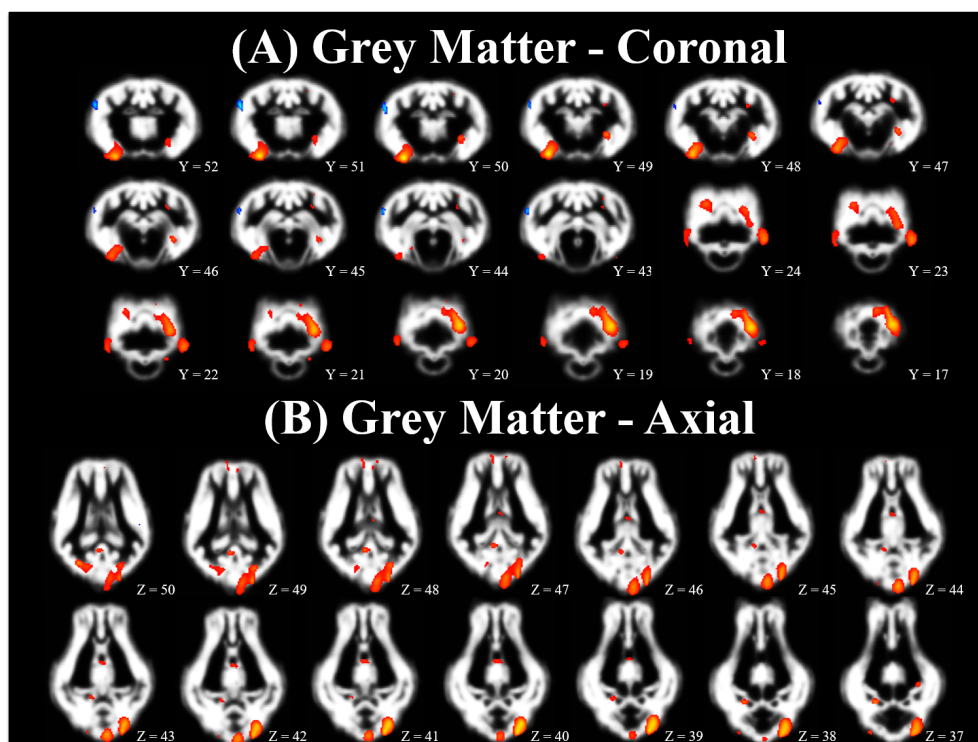 (A) Grey Matter - Coronal
Y = 52 Y = 51 Y = 50 Y = 49 Y = 48 Y = 47
Y = 46 Y = 45 Y = 44 Y = 43 Y = 24 Y = 23
Y = 22 Y = 21 Y = 20 Y = 19 Y = 18 Y = 17
(B) Grey Matter - Axial
Z = 50 Z = 49 Z = 48 Z = 47 Z = 46 Z = 45 Z = 44
Z = 43 Z = 42 Z = 41 Z = 40 Z = 39 Z = 38 Z = 37